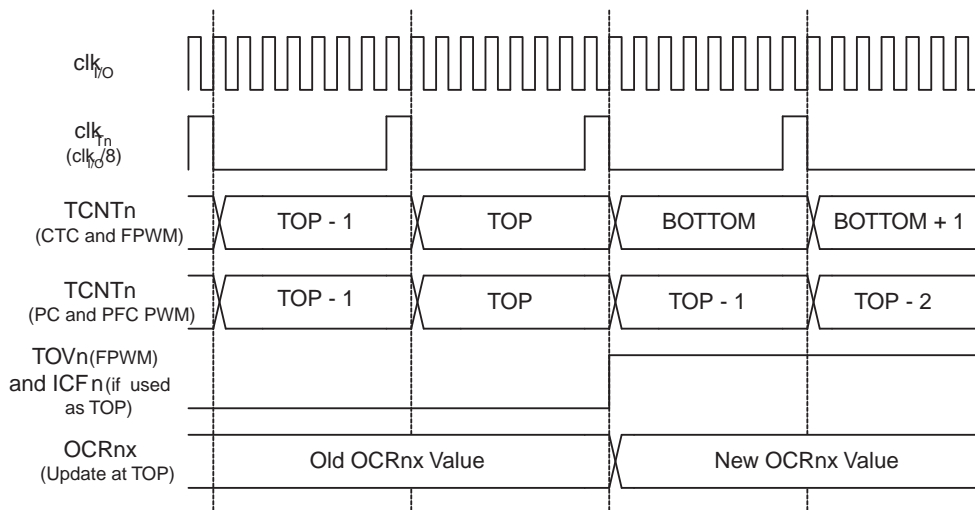 clkI/O
clkTn
(clkI/O/8)
TCNTn
(CTC and FPWM)
TOP - 1
TOP
BOTTOM
BOTTOM + 1
TCNTn
(PC and PFC PWM)
TOP - 1
TOP
TOP - 1
TOP - 2
TOVn(FPWM)
and ICFn(if used
as TOP)
OCRnx
(Update at TOP)
Old OCRnx Value
New OCRnx Value